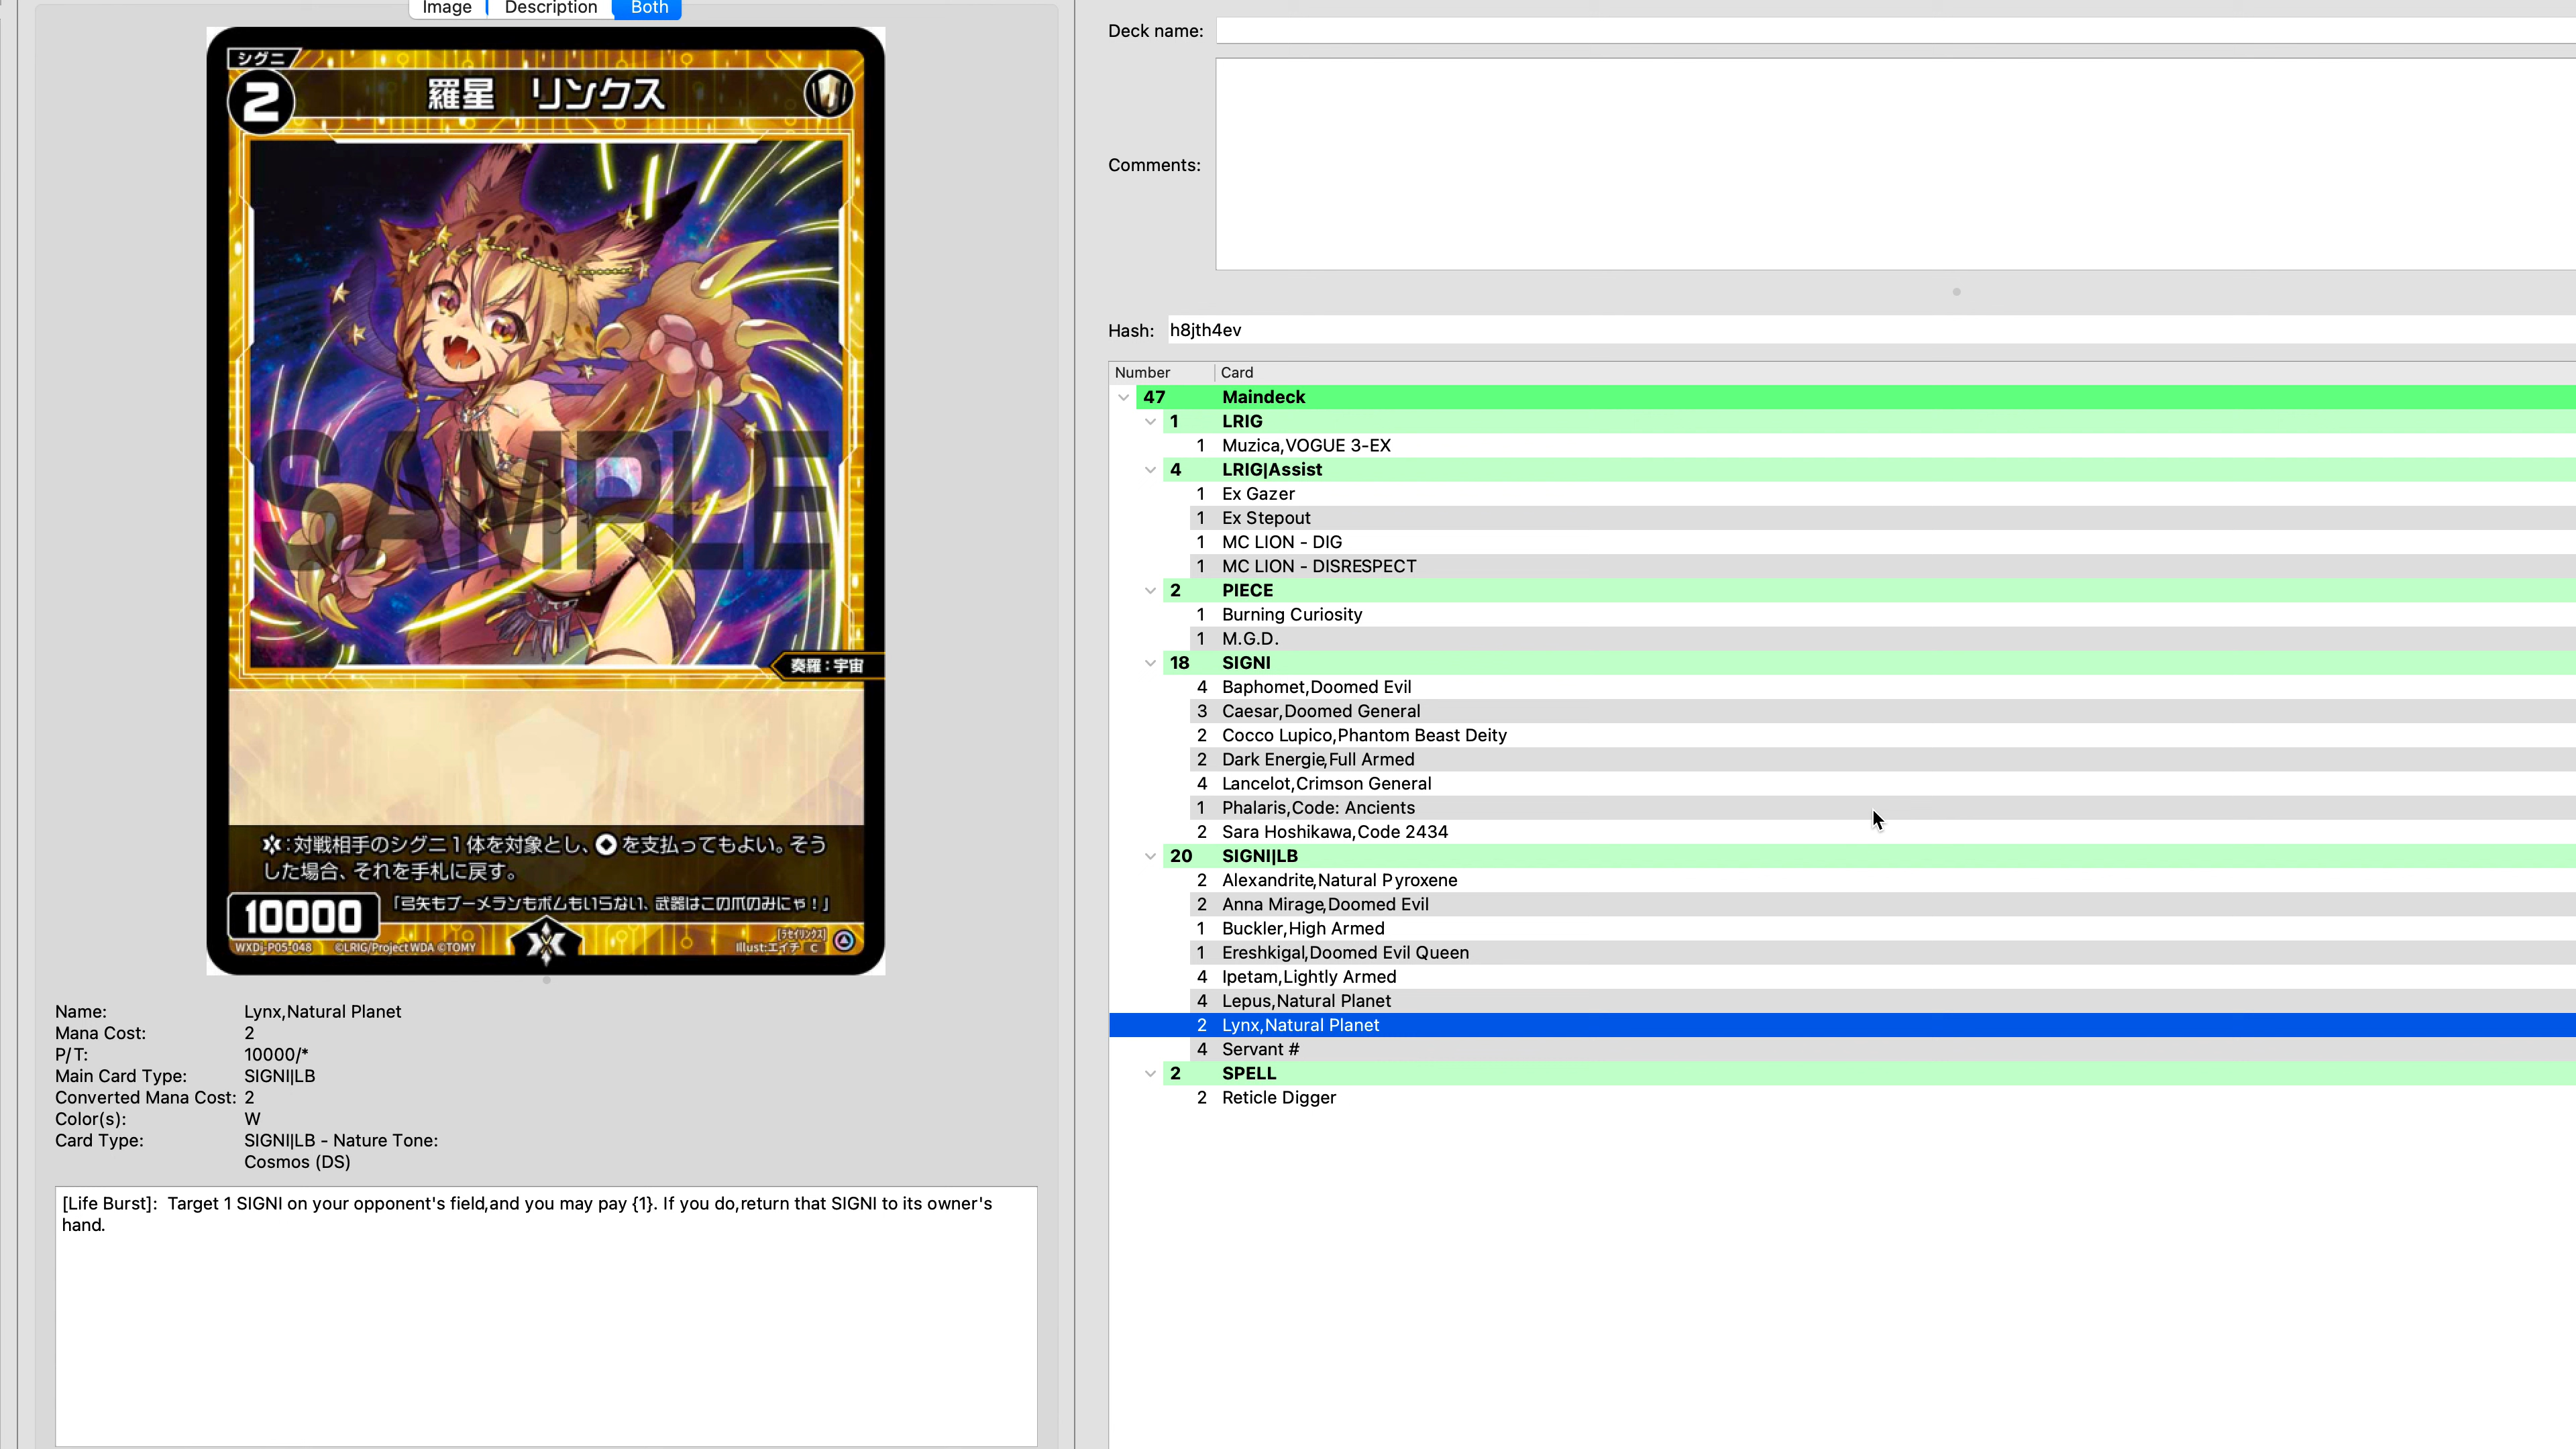 Image
Description
Both
シグニ
2
羅星 リンクス
SAMPLE
奏羅:宇宙
:対戦相手のシグニ1体を対象とし、を支払ってもよい。そう
した場合、それを手札に戻す。
10000
「弓矢もブーメランもボムもいらない、武器はこの爪のみにゃ!」
[ラセイリンクス]
WXDi-P05-048 ©LRIG/Project WDA ©TOMY
Illust:エイチ C
Name: Lynx,Natural Planet
Mana Cost: 2
P/T: 10000/*
Main Card Type: SIGNI|LB
Converted Mana Cost: 2
Color(s): W
Card Type: SIGNI|LB - Nature Tone:
Cosmos (DS)
[Life Burst]: Target 1 SIGNI on your opponent's field,and you may pay {1}. If you do,return that SIGNI to its owner's
hand.
Deck name:
Comments:
Hash: h8jth4ev
Number Card
47 Maindeck
1 LRIG
1 Muzica,VOGUE 3-EX
4 LRIG|Assist
1 Ex Gazer
1 Ex Stepout
1 MC LION - DIG
1 MC LION - DISRESPECT
2 PIECE
1 Burning Curiosity
1 M.G.D.
18 SIGNI
4 Baphomet,Doomed Evil
3 Caesar,Doomed General
2 Cocco Lupico,Phantom Beast Deity
2 Dark Energie,Full Armed
4 Lancelot,Crimson General
1 Phalaris,Code: Ancients
2 Sara Hoshikawa,Code 2434
20 SIGNI|LB
2 Alexandrite,Natural Pyroxene
2 Anna Mirage,Doomed Evil
1 Buckler,High Armed
1 Ereshkigal,Doomed Evil Queen
4 Ipetam,Lightly Armed
4 Lepus,Natural Planet
2 Lynx,Natural Planet
4 Servant #
2 SPELL
2 Reticle Digger